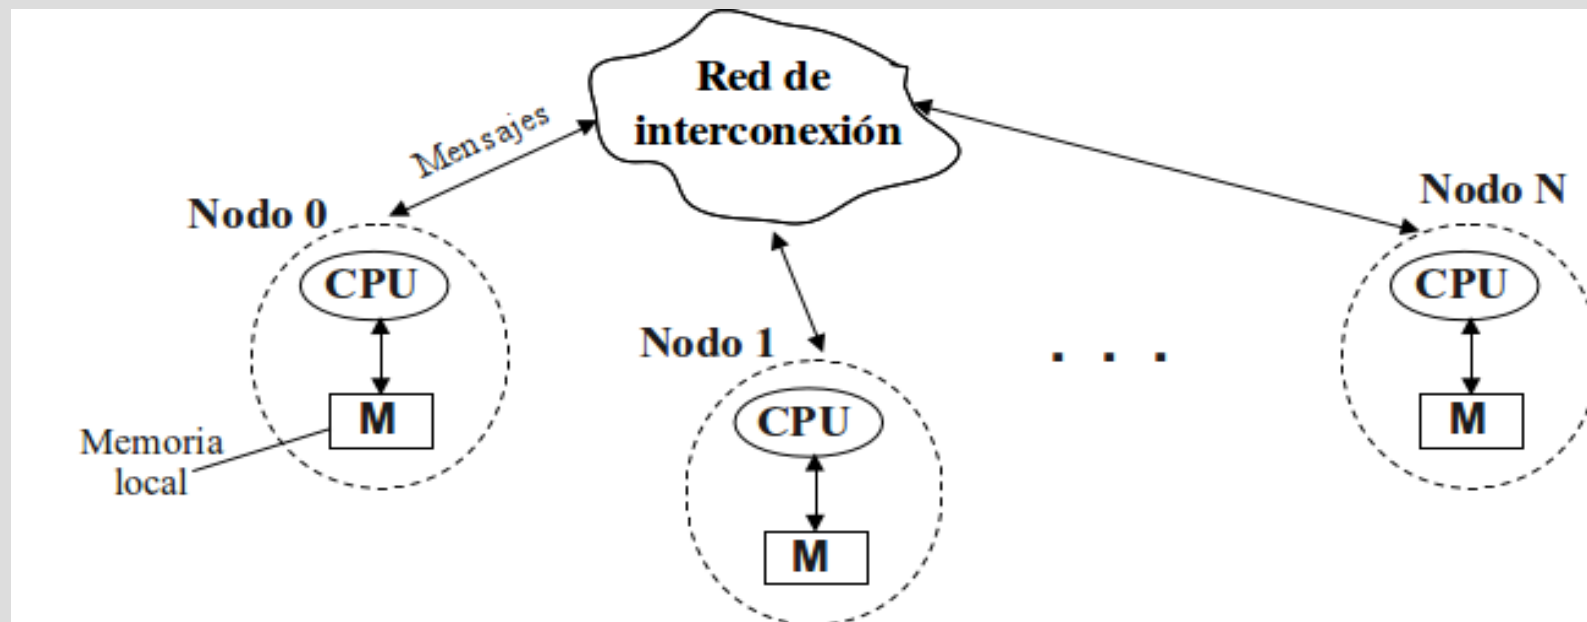 Red de
interconexión
Mensajes
Nodo 0
CPU
M
Memoria
local
Nodo 1
CPU
M
. . .
Nodo N
CPU
M